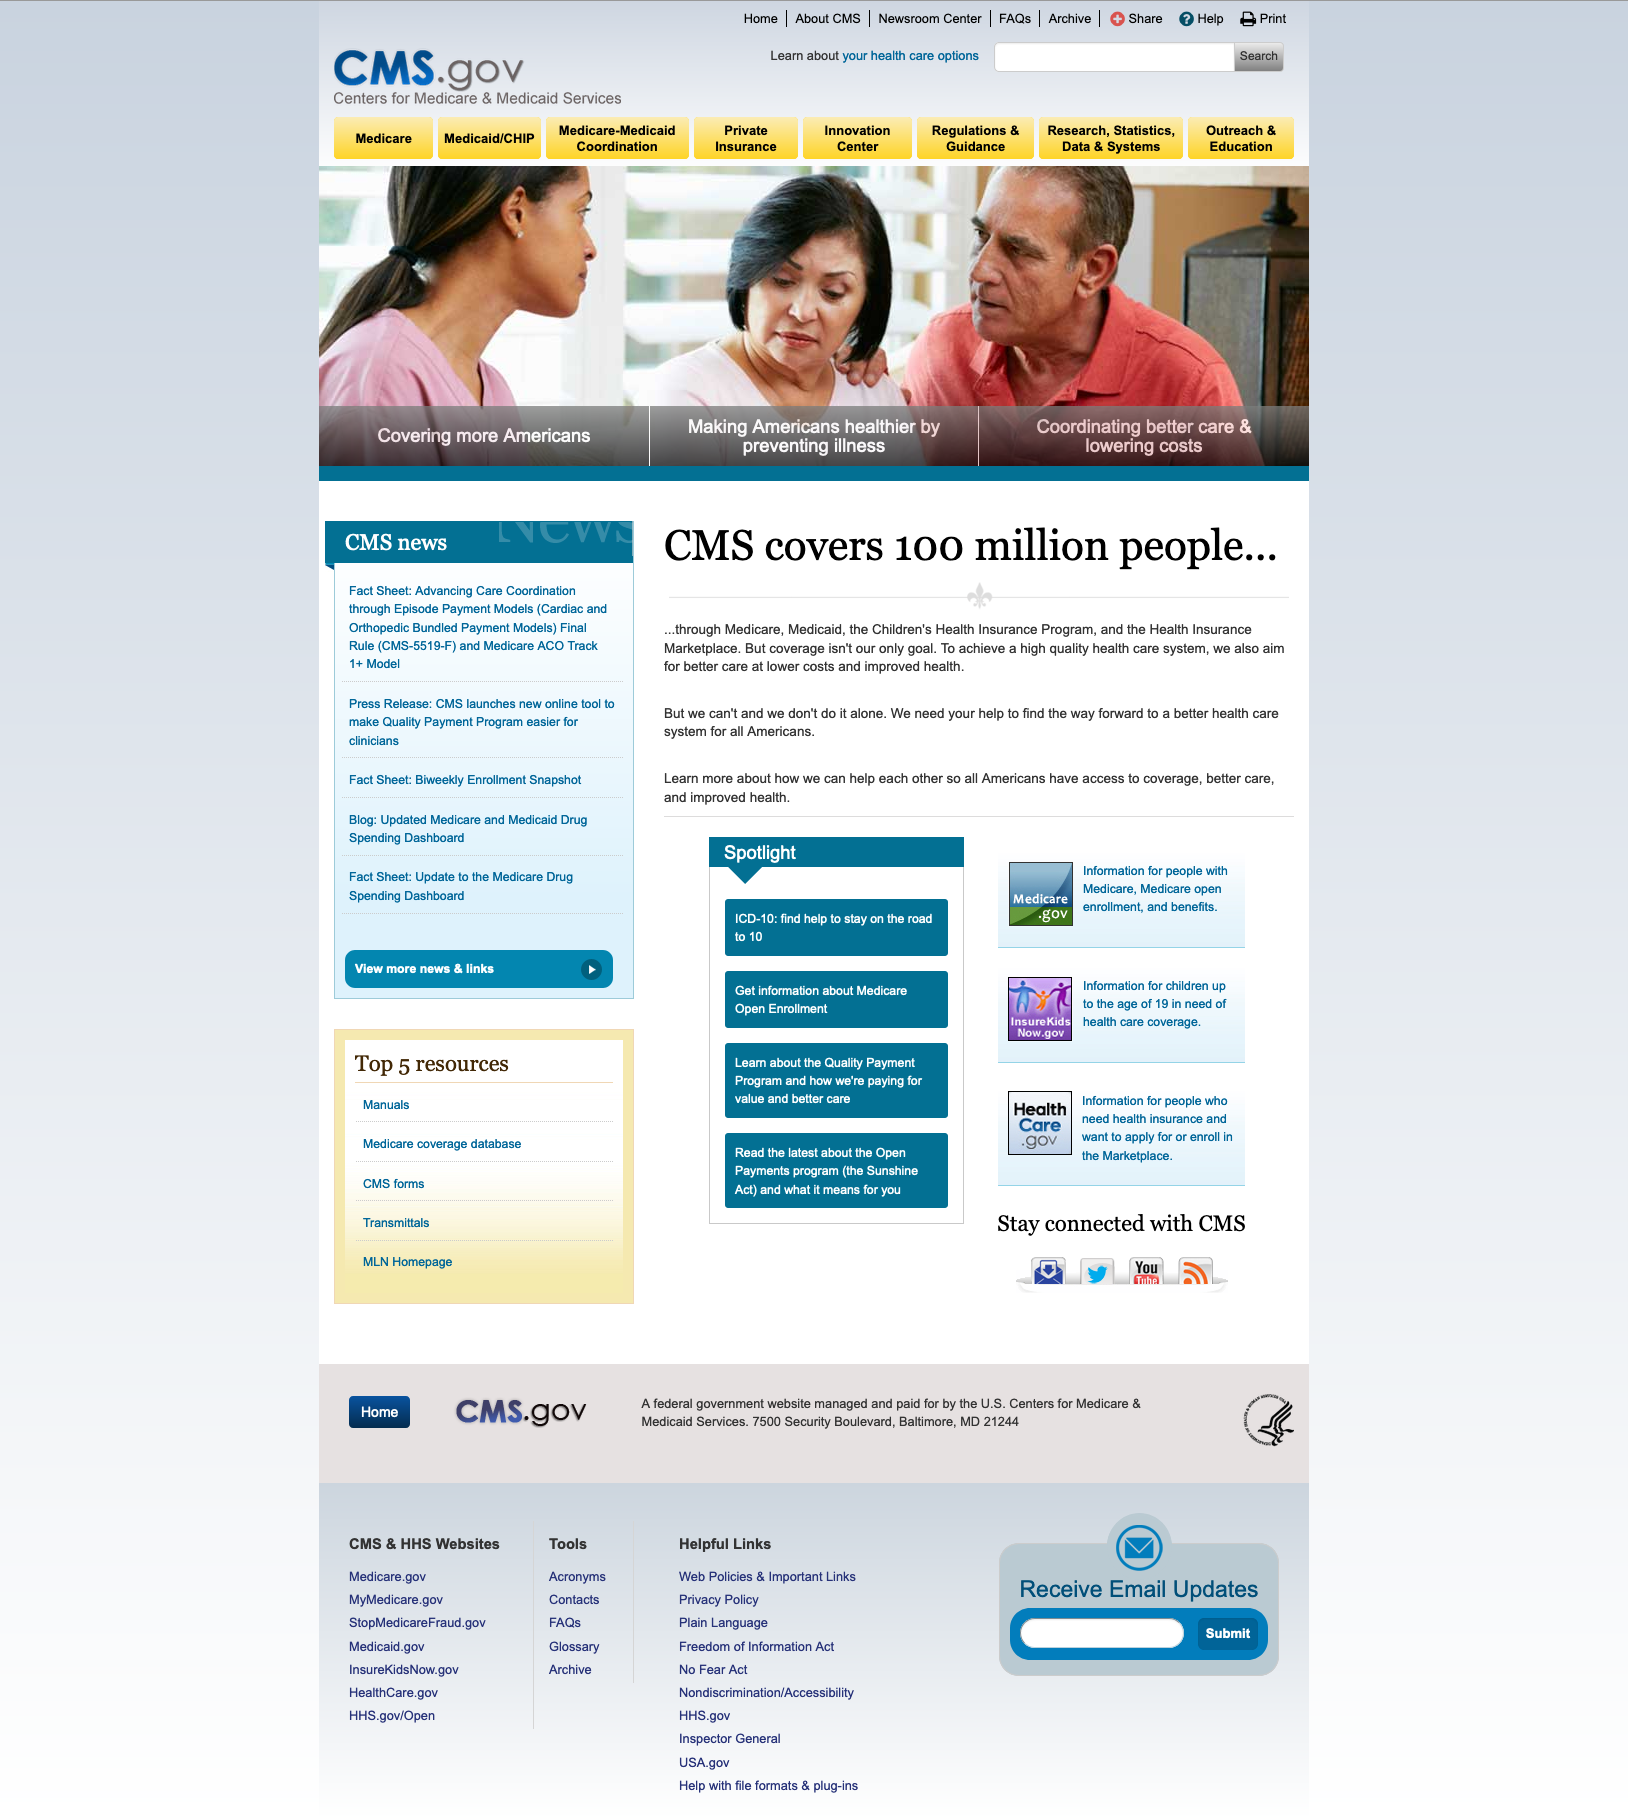 Home
About CMS
Newsroom Center
FAQs
Archive
Share
Help
Print
CMS.gov
Centers for Medicare & Medicaid Services
Learn about your health care options
Search
Medicare
Medicaid/CHIP
Medicare-Medicaid
Coordination
Private
Insurance
Innovation
Center
Regulations &
Guidance
Research, Statistics,
Data & Systems
Outreach &
Education
Covering more Americans
Making Americans healthier by
preventing illness
Coordinating better care &
lowering costs
News
CMS news
Fact Sheet: Advancing Care Coordination
through Episode Payment Models (Cardiac and
Orthopedic Bundled Payment Models) Final
Rule (CMS-5519-F) and Medicare ACO Track
1+ Model
Press Release: CMS launches new online tool to
make Quality Payment Program easier for
clinicians
Fact Sheet: Biweekly Enrollment Snapshot
Blog: Updated Medicare and Medicaid Drug
Spending Dashboard
Fact Sheet: Update to the Medicare Drug
Spending Dashboard
View more news & links
Top 5 resources
Manuals
Medicare coverage database
CMS forms
Transmittals
MLN Homepage
CMS covers 100 million people...
...through Medicare, Medicaid, the Children's Health Insurance Program, and the Health Insurance
Marketplace. But coverage isn't our only goal. To achieve a high quality health care system, we also aim
for better care at lower costs and improved health.
But we can't and we don't do it alone. We need your help to find the way forward to a better health care
system for all Americans.
Learn more about how we can help each other so all Americans have access to coverage, better care,
and improved health.
Spotlight
ICD-10: find help to stay on the road
to 10
Get information about Medicare
Open Enrollment
Learn about the Quality Payment
Program and how we're paying for
value and better care
Read the latest about the Open
Payments program (the Sunshine
Act) and what it means for you
Medicare
.gov
Information for people with
Medicare, Medicare open
enrollment, and benefits.
InsureKids
Now.gov
Information for children up
to the age of 19 in need of
health care coverage.
Health
Care
.gov
Information for people who
need health insurance and
want to apply for or enroll in
the Marketplace.
Stay connected with CMS
You
Tube
Home
CMS.gov
A federal government website managed and paid for by the U.S. Centers for Medicare &
Medicaid Services. 7500 Security Boulevard, Baltimore, MD 21244
CMS & HHS Websites
Medicare.gov
MyMedicare.gov
StopMedicareFraud.gov
Medicaid.gov
InsureKidsNow.gov
HealthCare.gov
HHS.gov/Open
Tools
Acronyms
Contacts
FAQs
Glossary
Archive
Helpful Links
Web Policies & Important Links
Privacy Policy
Plain Language
Freedom of Information Act
No Fear Act
Nondiscrimination/Accessibility
HHS.gov
Inspector General
USA.gov
Help with file formats & plug-ins
Receive Email Updates
Submit